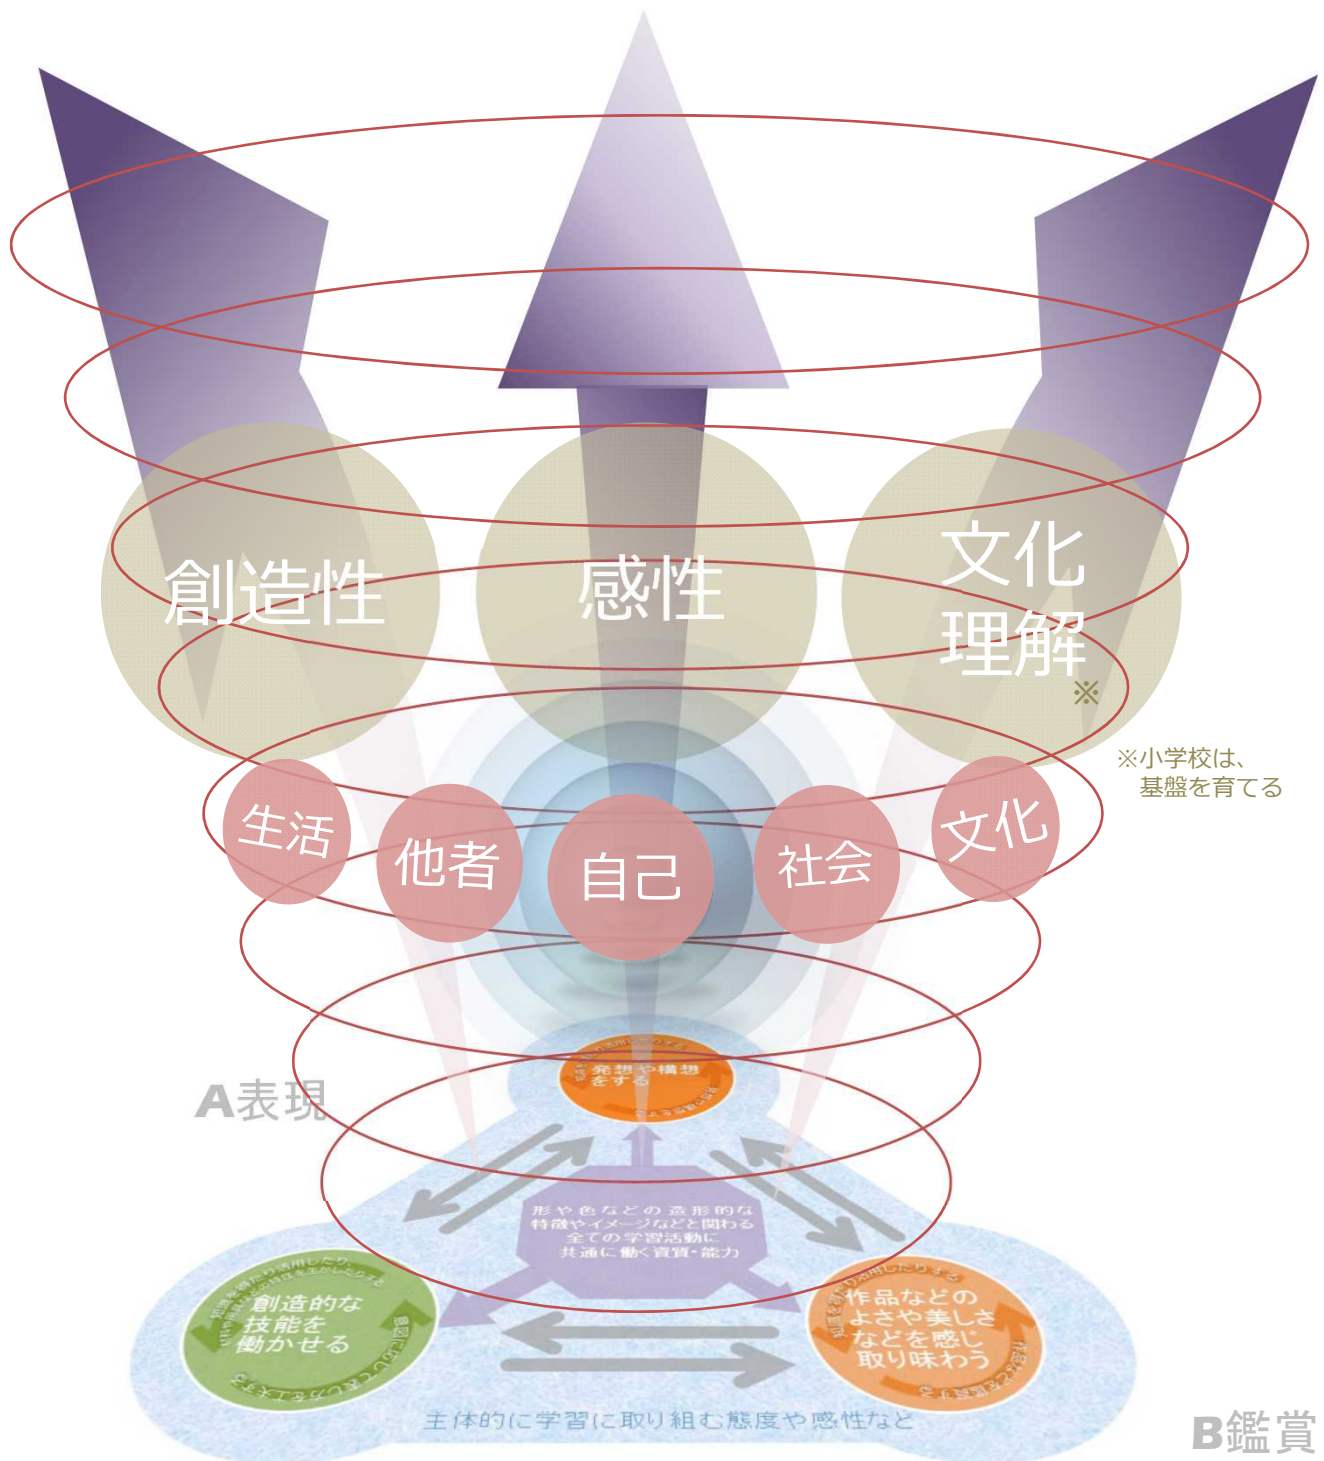 創造性
感性
文化
理解
※
※小学校は、
基盤を育てる
生活
他者
自己
社会
文化
A表現
発想や構想
をする
形や色などの造形的な
特徴やイメージなどと関わる
全ての学習活動に
共通に働く資質・能力
創造的な
技能を
働かせる
作品などの
よさや美しさ
などを感じ
取り味わう
主体的に学習に取り組む態度や感性など
B鑑賞